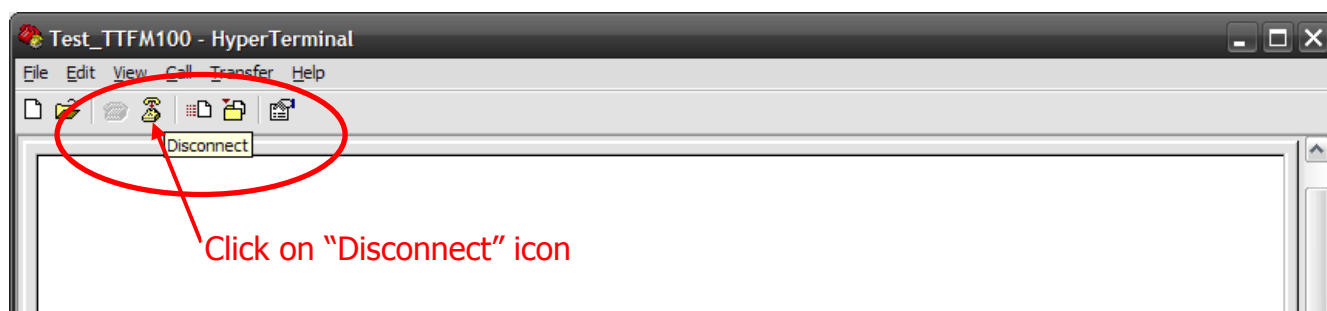 Test_TTFM100 - HyperTerminal
File Edit View Call Transfer Help
Disconnect
Click on “Disconnect” icon